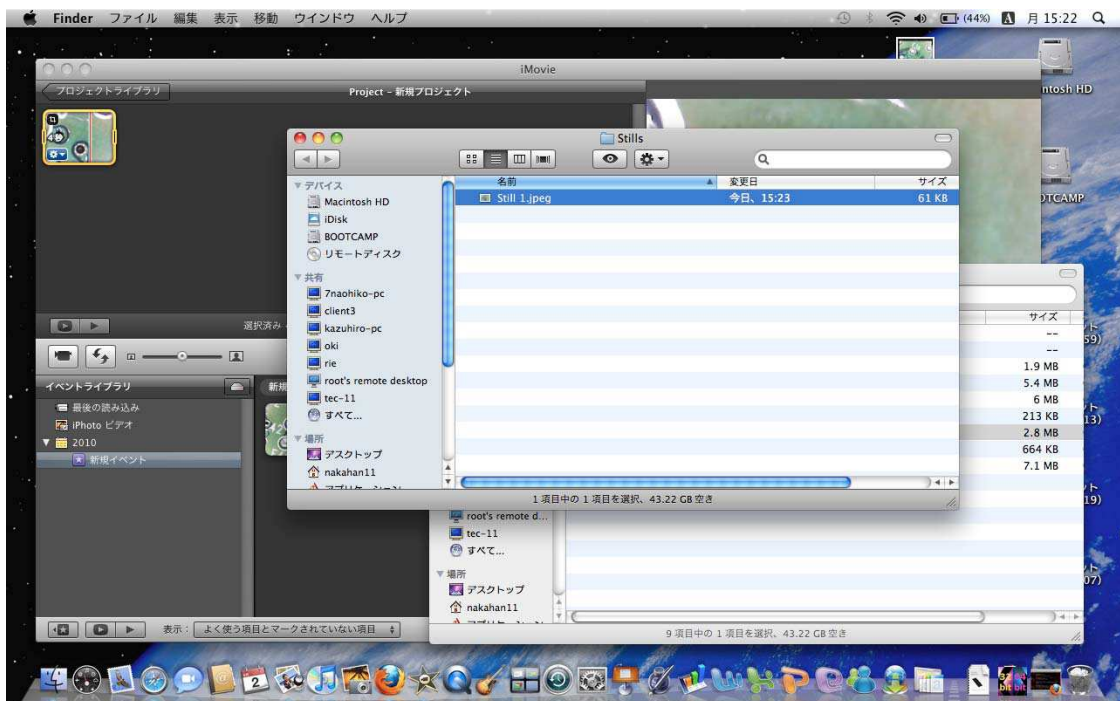 Finder ファイル 編集 表示 移動 ウインドウ ヘルプ
(44%) A 月 15:22
iMovie
プロジェクトライブラリ
Project – 新規プロジェクト
ntosh HD
OTCAMP
Stills
名前 変更日 サイズ
Still 1.jpeg 今日、15:23 61 KB
デバイス
Macintosh HD
iDisk
BOOTCAMP
リモートディスク
共有
7naohiko-pc
client3
kazuhiro-pc
oki
rie
root's remote desktop
tec-11
すべて...
場所
デスクトップ
nakahan11
1 項目中の 1 項目を選択、43.22 GB 空き
選択済み
イベントライブラリ
新規
最後の読み込み
iPhoto ビデオ
2010
新規イベント
表示： よく使う項目とマークされていない項目
サイズ
--
--
1.9 MB
5.4 MB
6 MB
213 KB
2.8 MB
664 KB
7.1 MB
59)
13)
19)
07)
root's remote d...
tec-11
すべて...
場所
デスクトップ
nakahan11
9 項目中の 1 項目を選択、43.22 GB 空き
2